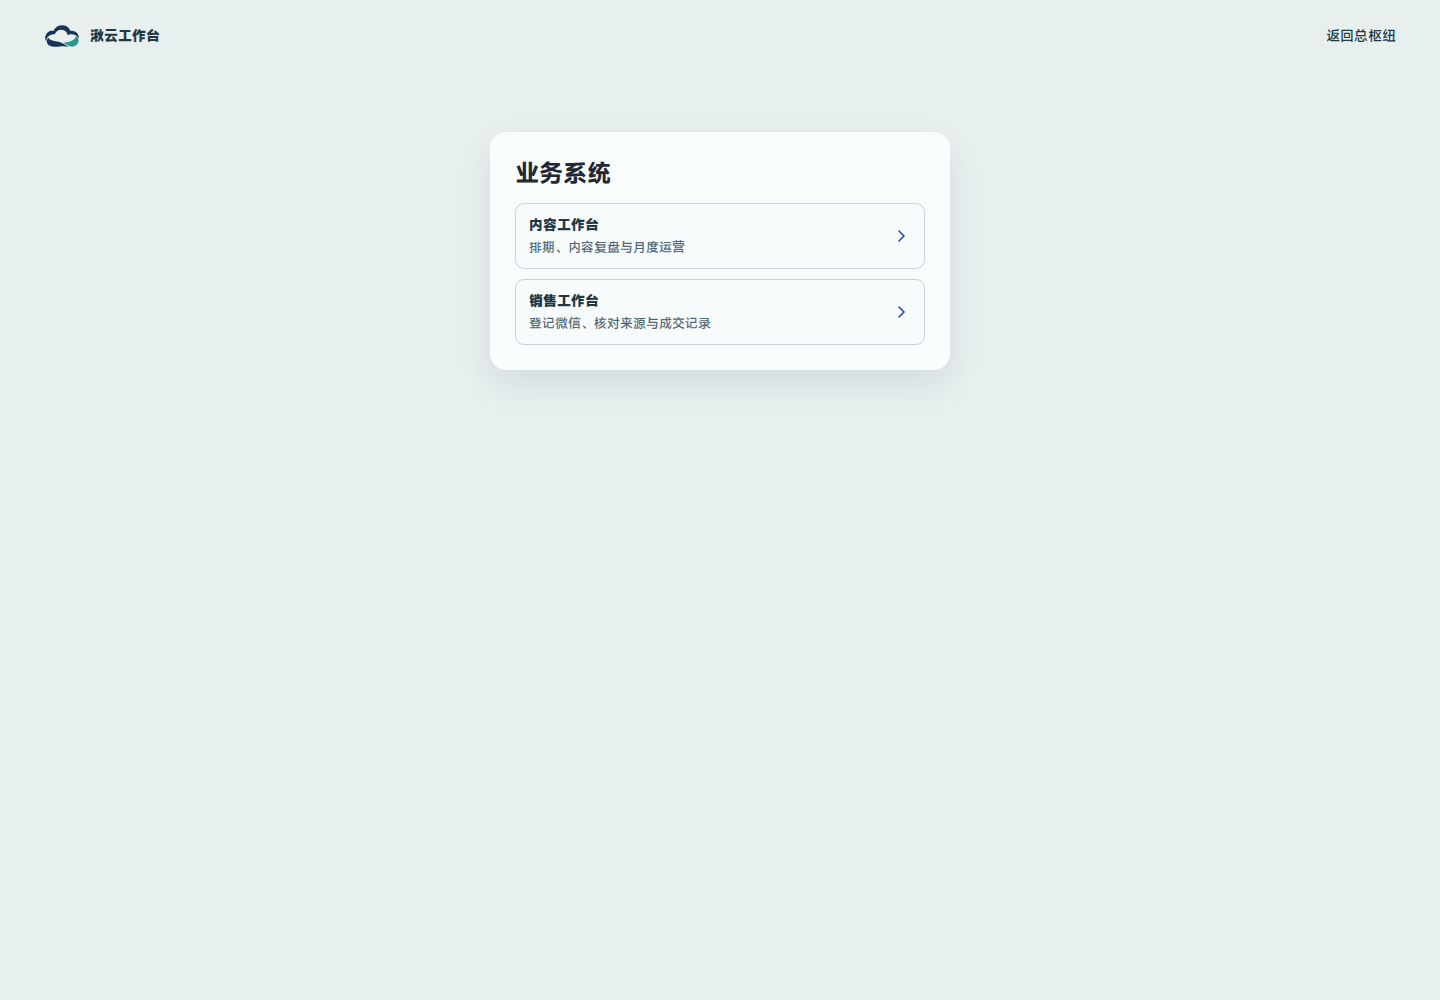 湫云工作台
返回总枢纽
业务系统
内容工作台
排期、内容复盘与月度运营
销售工作台
登记微信、核对来源与成交记录